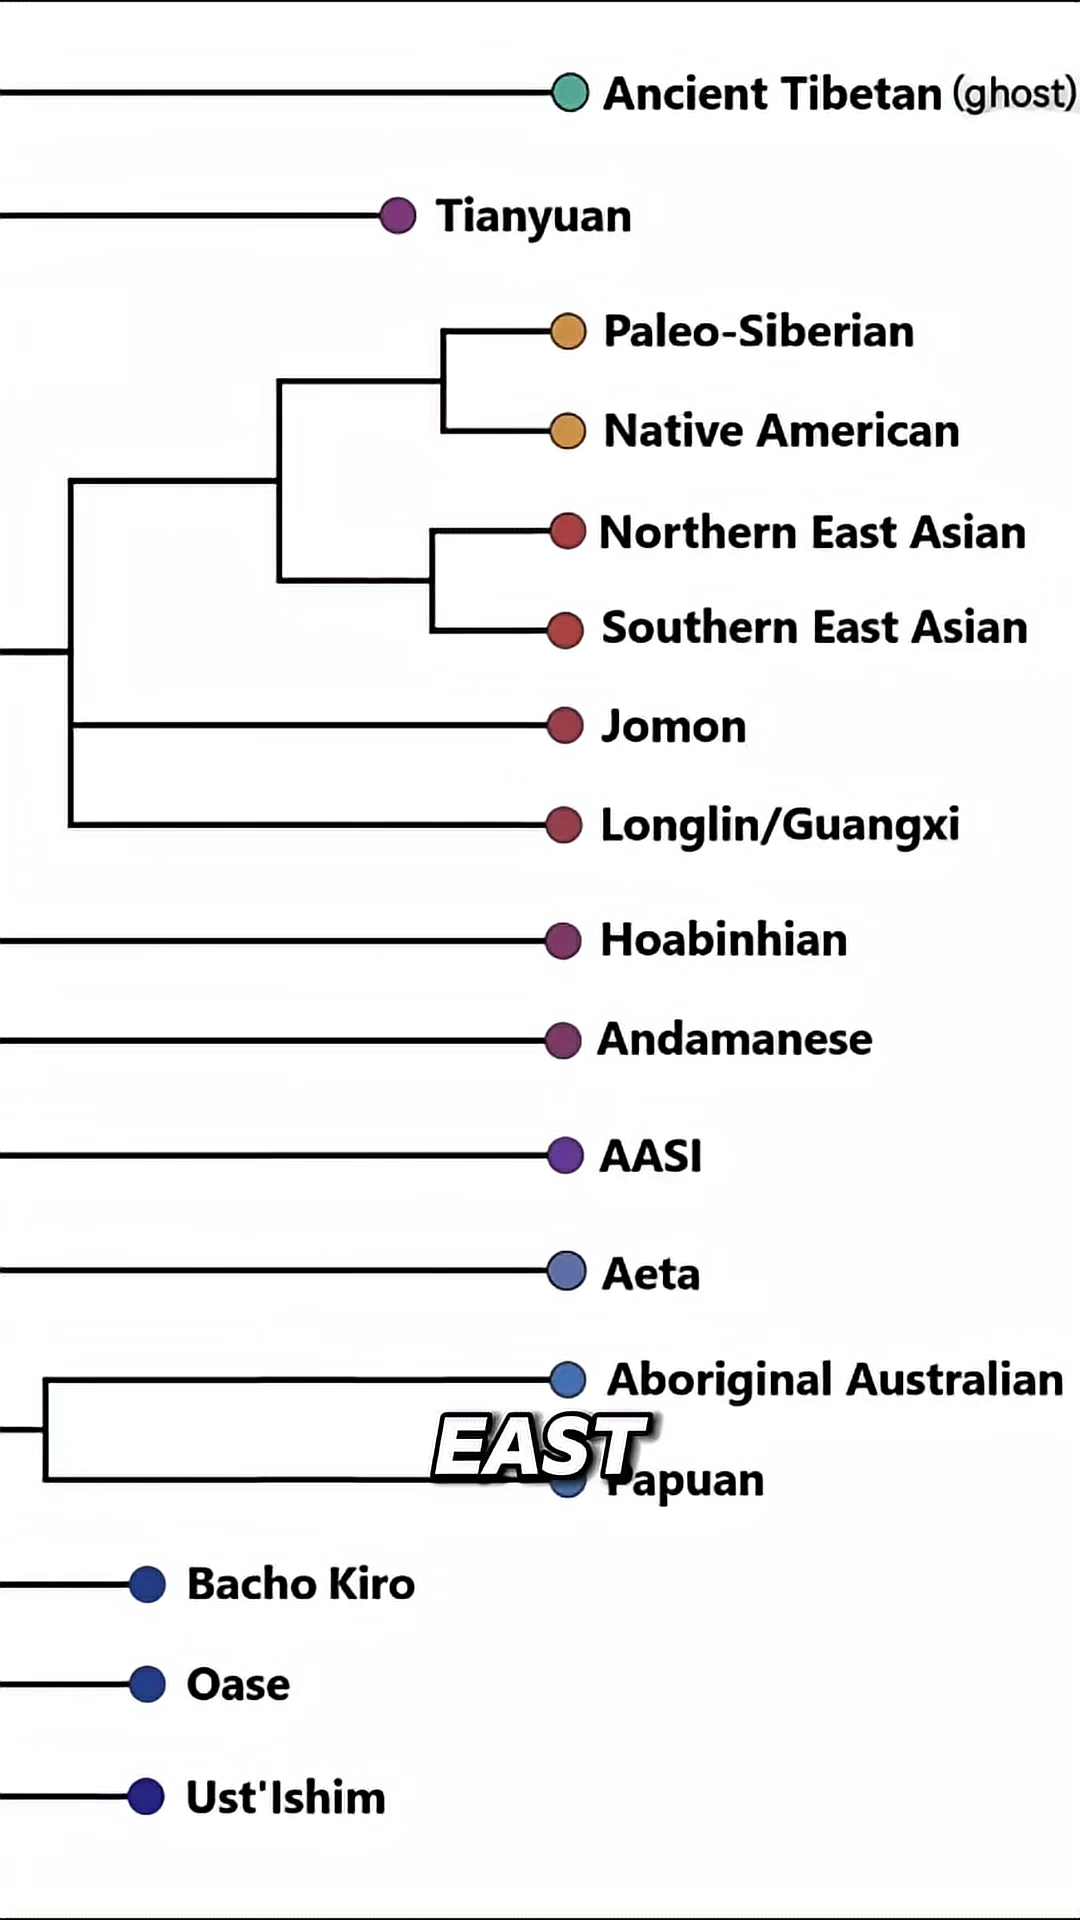 Ancient Tibetan (ghost)
Tianyuan
Paleo-Siberian
Native American
Northern East Asian
Southern East Asian
Jomon
Longlin/Guangxi
Hoabinhian
Andamanese
AASI
Aeta
Aboriginal Australian
EAST
Papuan
Bacho Kiro
Oase
Ust'Ishim